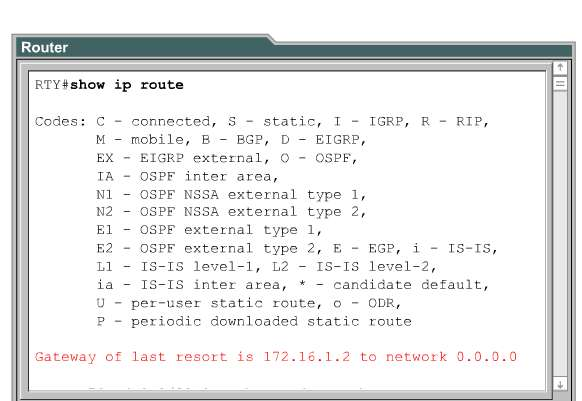 Router
RTY#show ip route
Codes: C - connected, S - static, I - IGRP, R - RIP,
M - mobile, B - BGP, D - EIGRP,
EX - EIGRP external, O - OSPF,
IA - OSPF inter area,
N1 - OSPF NSSA external type 1,
N2 - OSPF NSSA external type 2,
E1 - OSPF external type 1,
E2 - OSPF external type 2, E - EGP, i - IS-IS,
L1 - IS-IS level-1, L2 - IS-IS level-2,
ia - IS-IS inter area, * - candidate default,
U - per-user static route, o - ODR,
P - periodic downloaded static route
Gateway of last resort is 172.16.1.2 to network 0.0.0.0